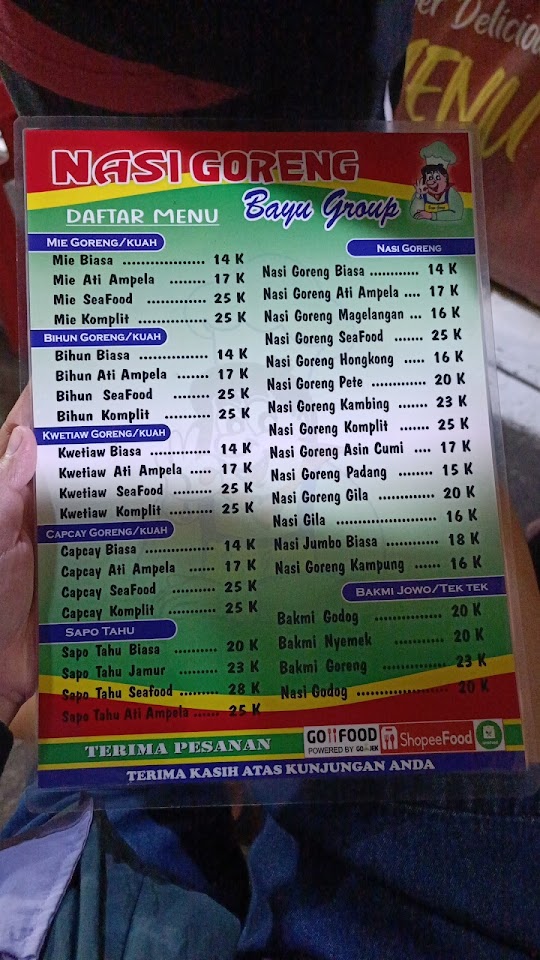 er Delicio
MENU
NASI GORENG
DAFTAR MENU
Bayu Group
MIE GORENG/KUAH
Mie Biasa .................. 14 K
Mie Ati Ampela ........ 17 K
Mie SeaFood ............. 25 K
Mie Komplit ............... 25 K
BIHUN GORENG/KUAH
Bihun Biasa ............... 14 K
Bihun Ati Ampela ....... 17 K
Bihun SeaFood ........ 25 K
Bihun Komplit .......... 25 K
KWETIAW GORENG/KUAH
Kwetiaw Biasa ................ 14 K
Kwetiaw Ati Ampela ..... 17 K
Kwetiaw SeaFood ......... 25 K
Kwetiaw Komplit .......... 25 K
CAPCAY GORENG/KUAH
Capcay Biasa ............... 14 K
Capcay Ati Ampela ...... 17 K
Capcay SeaFood ......... 25 K
Capcay Komplit .......... 25 K
SAPO TAHU
Sapo Tahu Biasa .......... 20 K
Sapo Tahu Jamur ........ 23 K
Sapo Tahu Seafood ...... 28 K
Sapo Tahu Ati Ampela ...... 25 K
NASI GORENG
Nasi Goreng Biasa ............ 14 K
Nasi Goreng Ati Ampela .... 17 K
Nasi Goreng Magelangan ... 16 K
Nasi Goreng SeaFood ....... 25 K
Nasi Goreng Hongkong ..... 16 K
Nasi Goreng Pete ............. 20 K
Nasi Goreng Kambing ....... 23 K
Nasi Goreng Komplit ........ 25 K
Nasi Goreng Asin Cumi .... 17 K
Nasi Goreng Padang ........ 15 K
Nasi Goreng Gila ............... 20 K
Nasi Gila ........................ 16 K
Nasi Jumbo Biasa ............. 18 K
Nasi Goreng Kampung ...... 16 K
BAKMI JOWO/TEK TEK
Bakmi Godog ................ 20 K
Bakmi Nyemek ............ 20 K
Bakmi Goreng .............. 23 K
Nasi Godog .................... 20 K
TERIMA PESANAN
GO FOOD
POWERED BY GO-JEK
ShopeeFood
TERIMA KASIH ATAS KUNJUNGAN ANDA